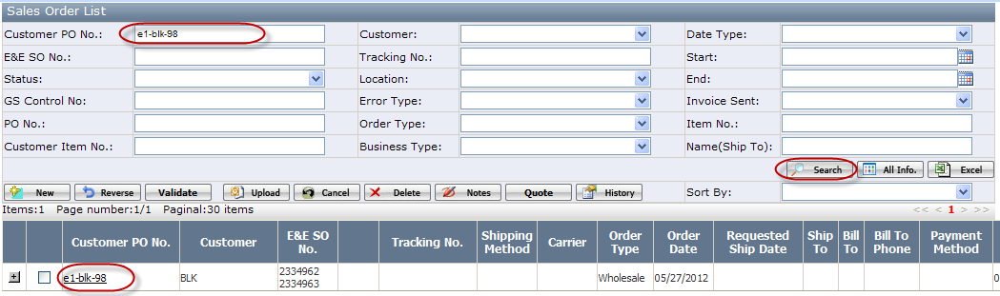 Sales Order List
Customer PO No.: e1-blk-98 Customer: Date Type:
E&E SO No.: Tracking No.: Start:
Status: Location: End:
GS Control No: Error Type: Invoice Sent:
PO No.: Order Type: Item No.:
Customer Item No.: Business Type: Name(Ship To):
Search All Info. Excel
New Reverse Validate Upload Cancel Delete Notes Quote History Sort By:
Items:1 Page number:1/1 Paginal:30 items << < 1 > >>
Customer PO No. Customer E&E SO No. Tracking No. Shipping Method Carrier Order Type Order Date Requested Ship Date Ship To Bill To Bill To Phone Payment Method
e1-blk-98 BLK 2334962 Wholesale 05/27/2012 0
2334963